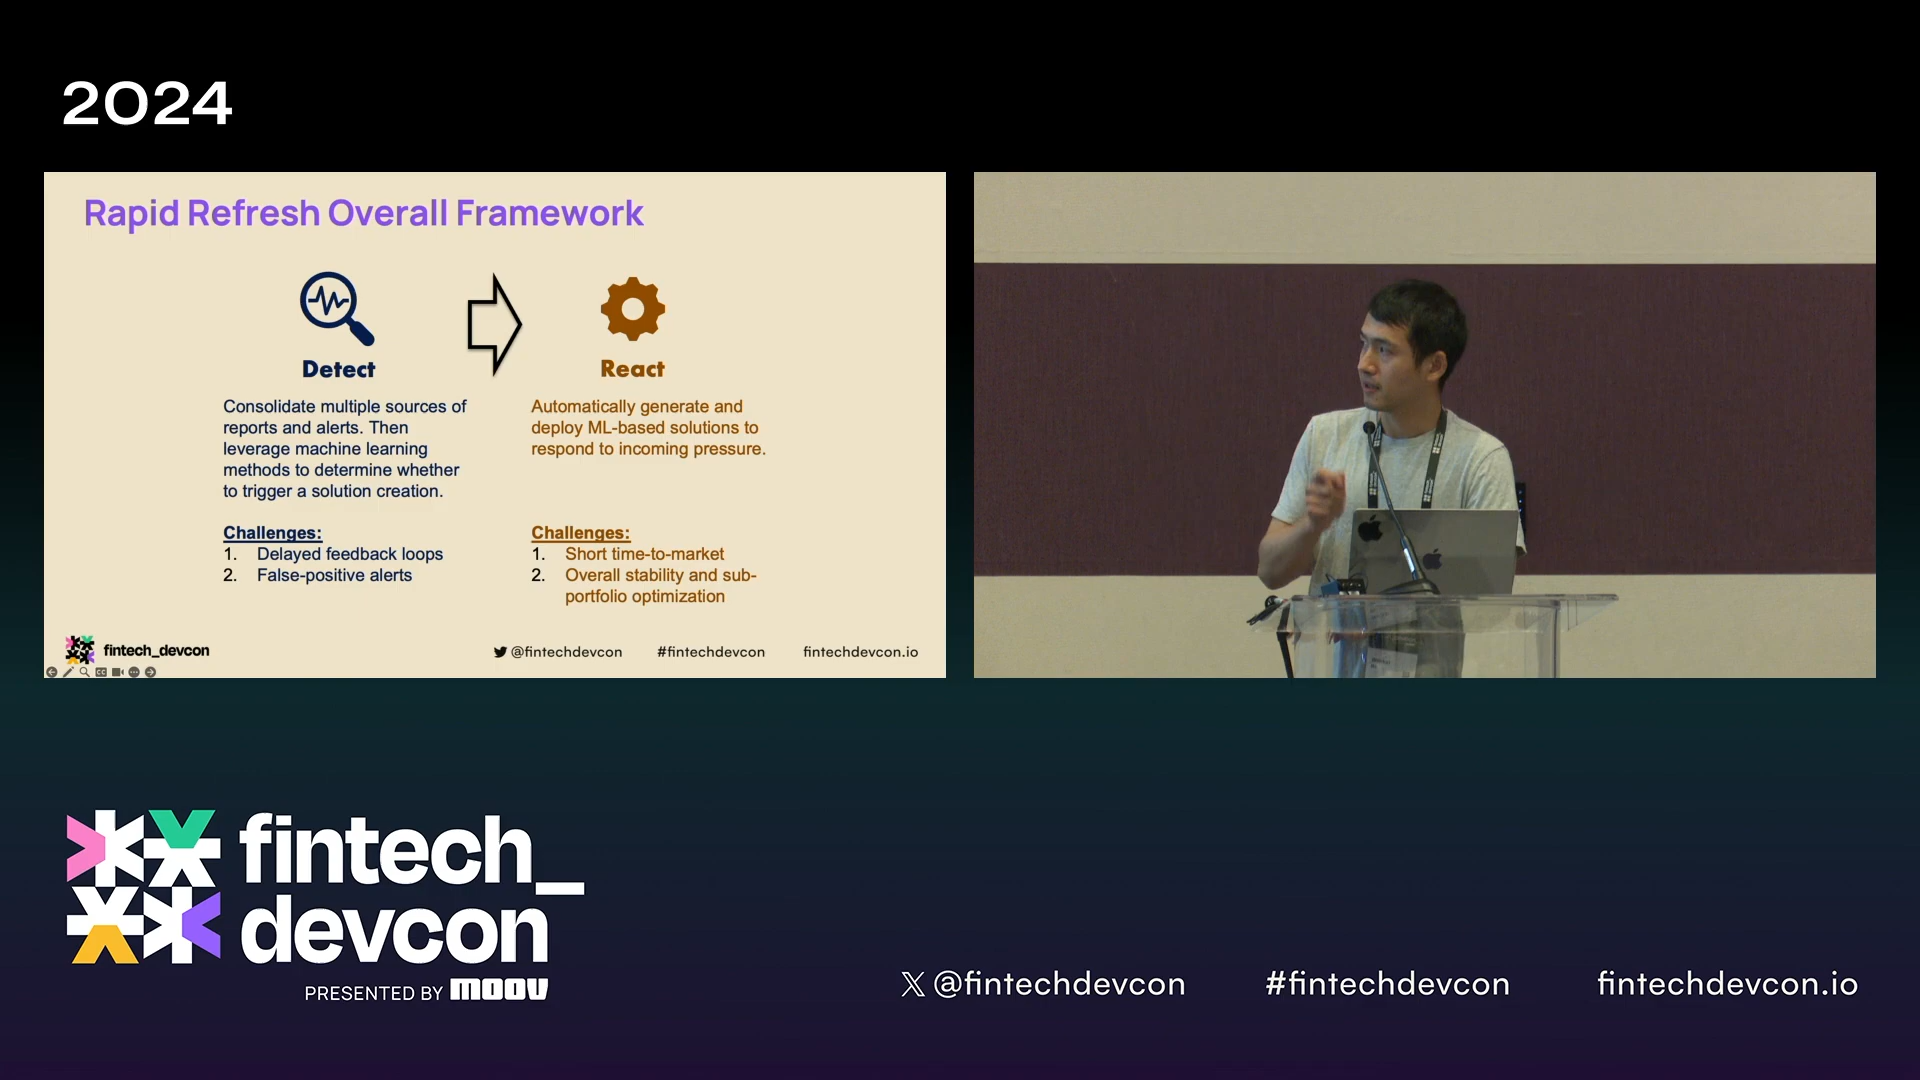 2024
Rapid Refresh Overall Framework
Detect
Consolidate multiple sources of
reports and alerts. Then
leverage machine learning
methods to determine whether
to trigger a solution creation.
Challenges:
1. Delayed feedback loops
2. False-positive alerts
React
Automatically generate and
deploy ML-based solutions to
respond to incoming pressure.
Challenges:
1. Short time-to-market
2. Overall stability and sub-
portfolio optimization
fintech_devcon
@fintechdevcon
#fintechdevcon
fintechdevcon.io
CC
fintech_
devcon
PRESENTED BY moov
X @fintechdevcon
#fintechdevcon
fintechdevcon.io